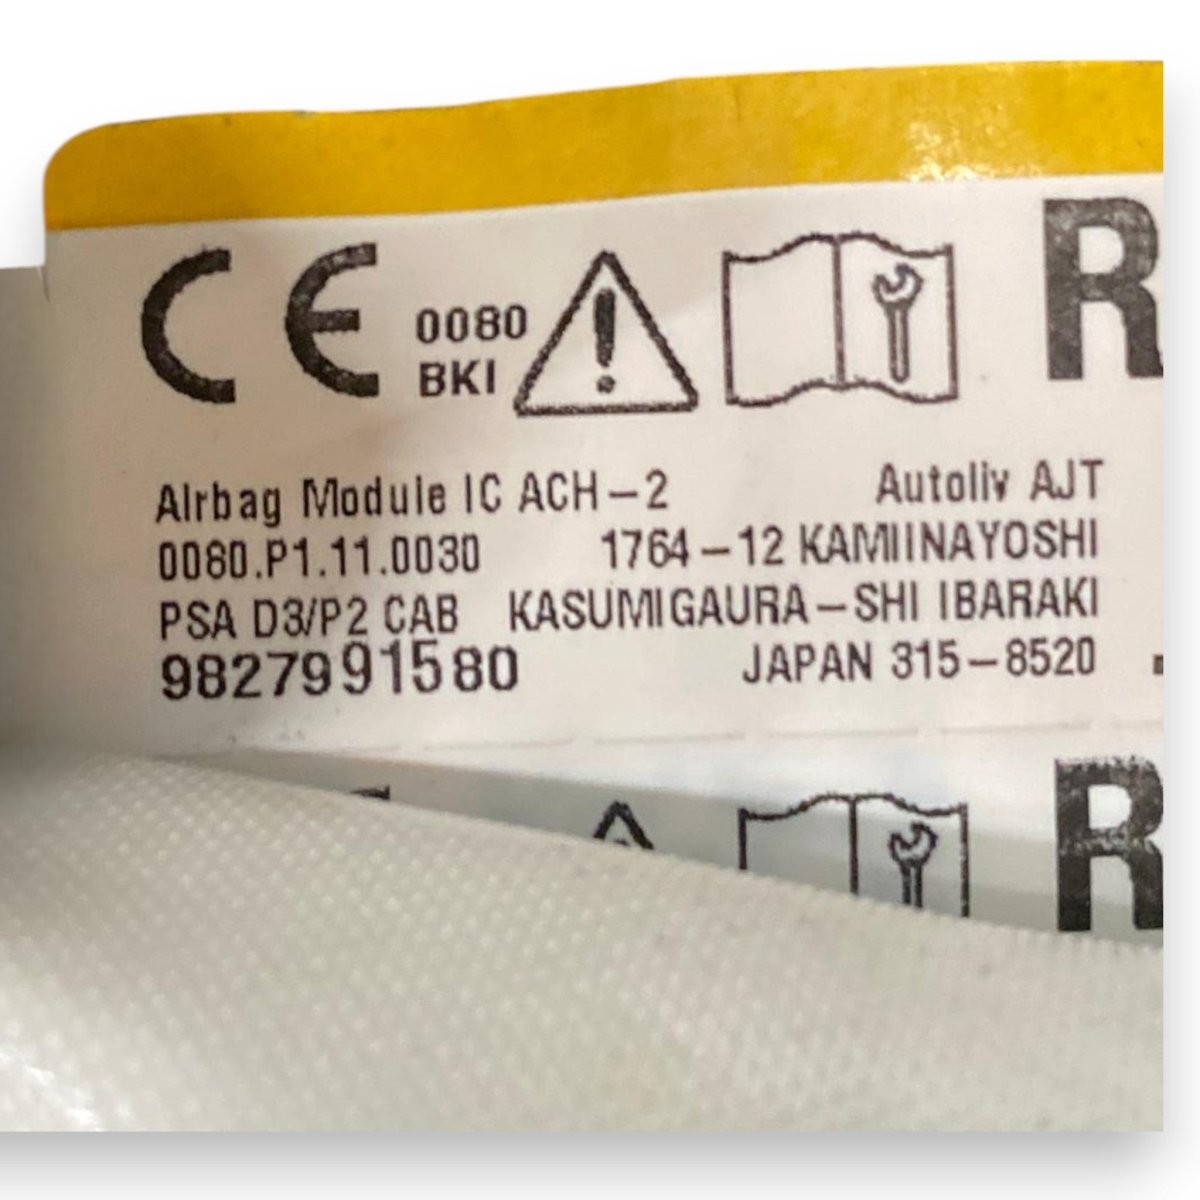 CE 0080 BKI R
Airbag Module IC ACH-2 Autoliv AJT
0080.P1.11.0030 1764-12 KAMIINAYOSHI
PSA D3/P2 CAB KASUMIGAURA-SHI IBARAKI
9827991580 JAPAN 315-8520
R